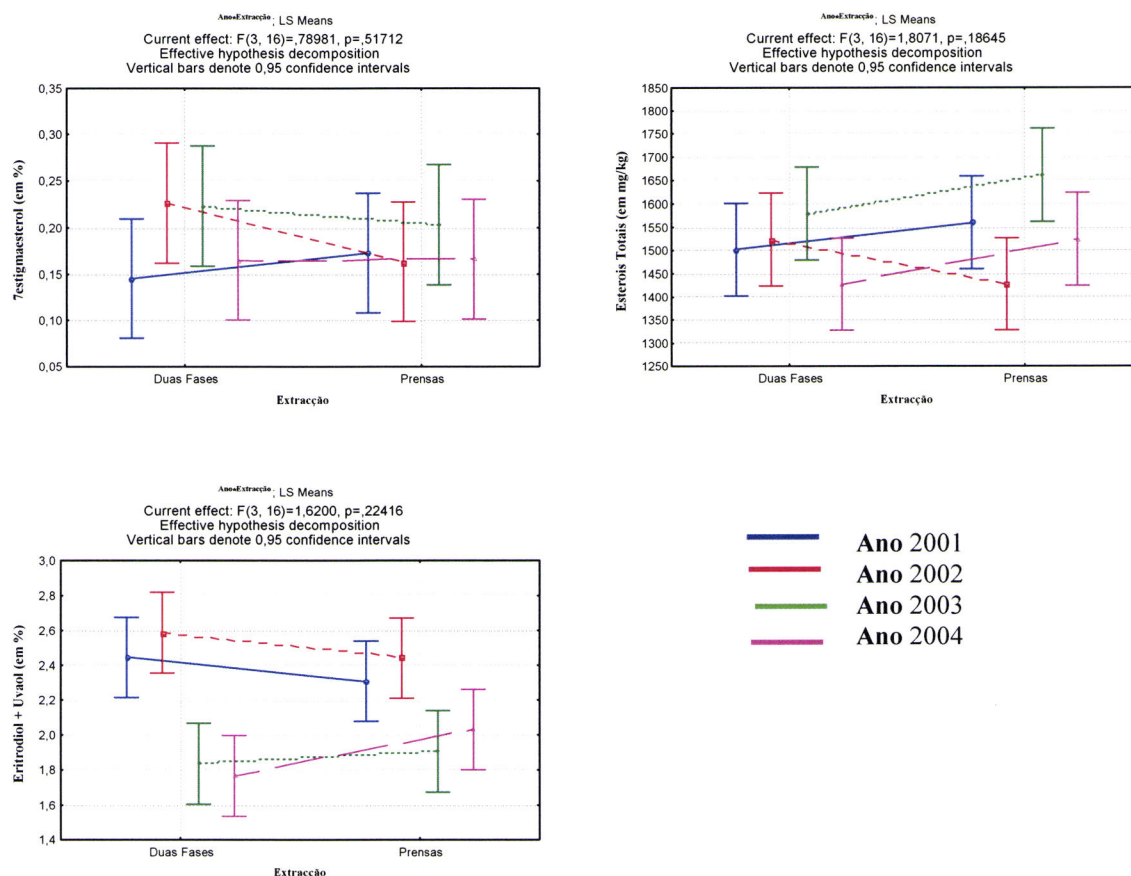 Ano*Extracção; LS Means
Current effect: F(3, 16)=,78981, p=,51712
Effective hypothesis decomposition
Vertical bars denote 0,95 confidence intervals
0,35
0,30
0,25
0,20
0,15
0,10
0,05
7estigmaesterol (em %)
Duas Fases
Prensas
Extracção
Ano*Extracção; LS Means
Current effect: F(3, 16)=1,8071, p=,18645
Effective hypothesis decomposition
Vertical bars denote 0,95 confidence intervals
1850
1800
1750
1700
1650
1600
1550
1500
1450
1400
1350
1300
1250
Esterois Totais (em mg/kg)
Duas Fases
Prensas
Extracção
Ano*Extracção; LS Means
Current effect: F(3, 16)=1,6200, p=,22416
Effective hypothesis decomposition
Vertical bars denote 0,95 confidence intervals
3,0
2,8
2,6
2,4
2,2
2,0
1,8
1,6
1,4
Eritrodiol + Uvaol (em %)
Duas Fases
Prensas
Extracção
Ano 2001
Ano 2002
Ano 2003
Ano 2004